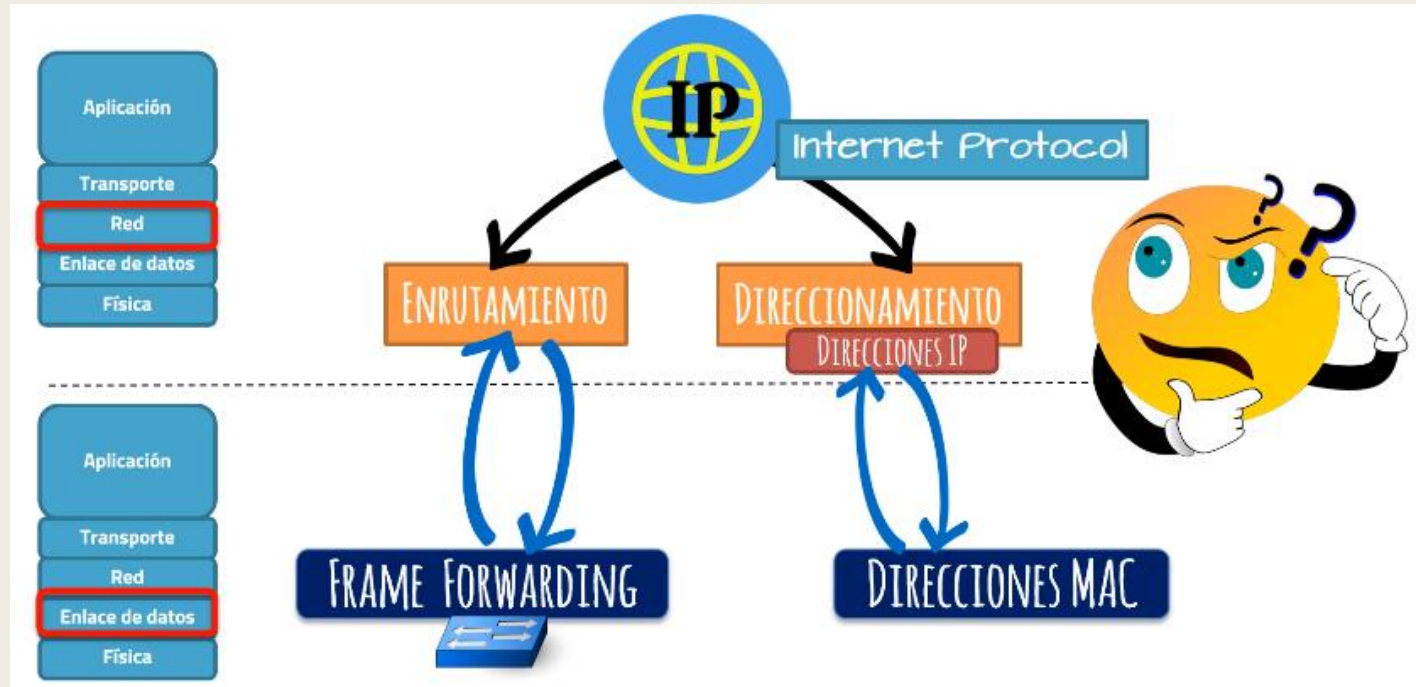 Aplicación
Transporte
Red
Enlace de datos
Física
IP
Internet Protocol
ENRUTAMIENTO
DIRECCIONAMIENTO
DIRECCIONES IP
? ?
Aplicación
Transporte
Red
Enlace de datos
Física
FRAME FORWARDING
DIRECCIONES MAC